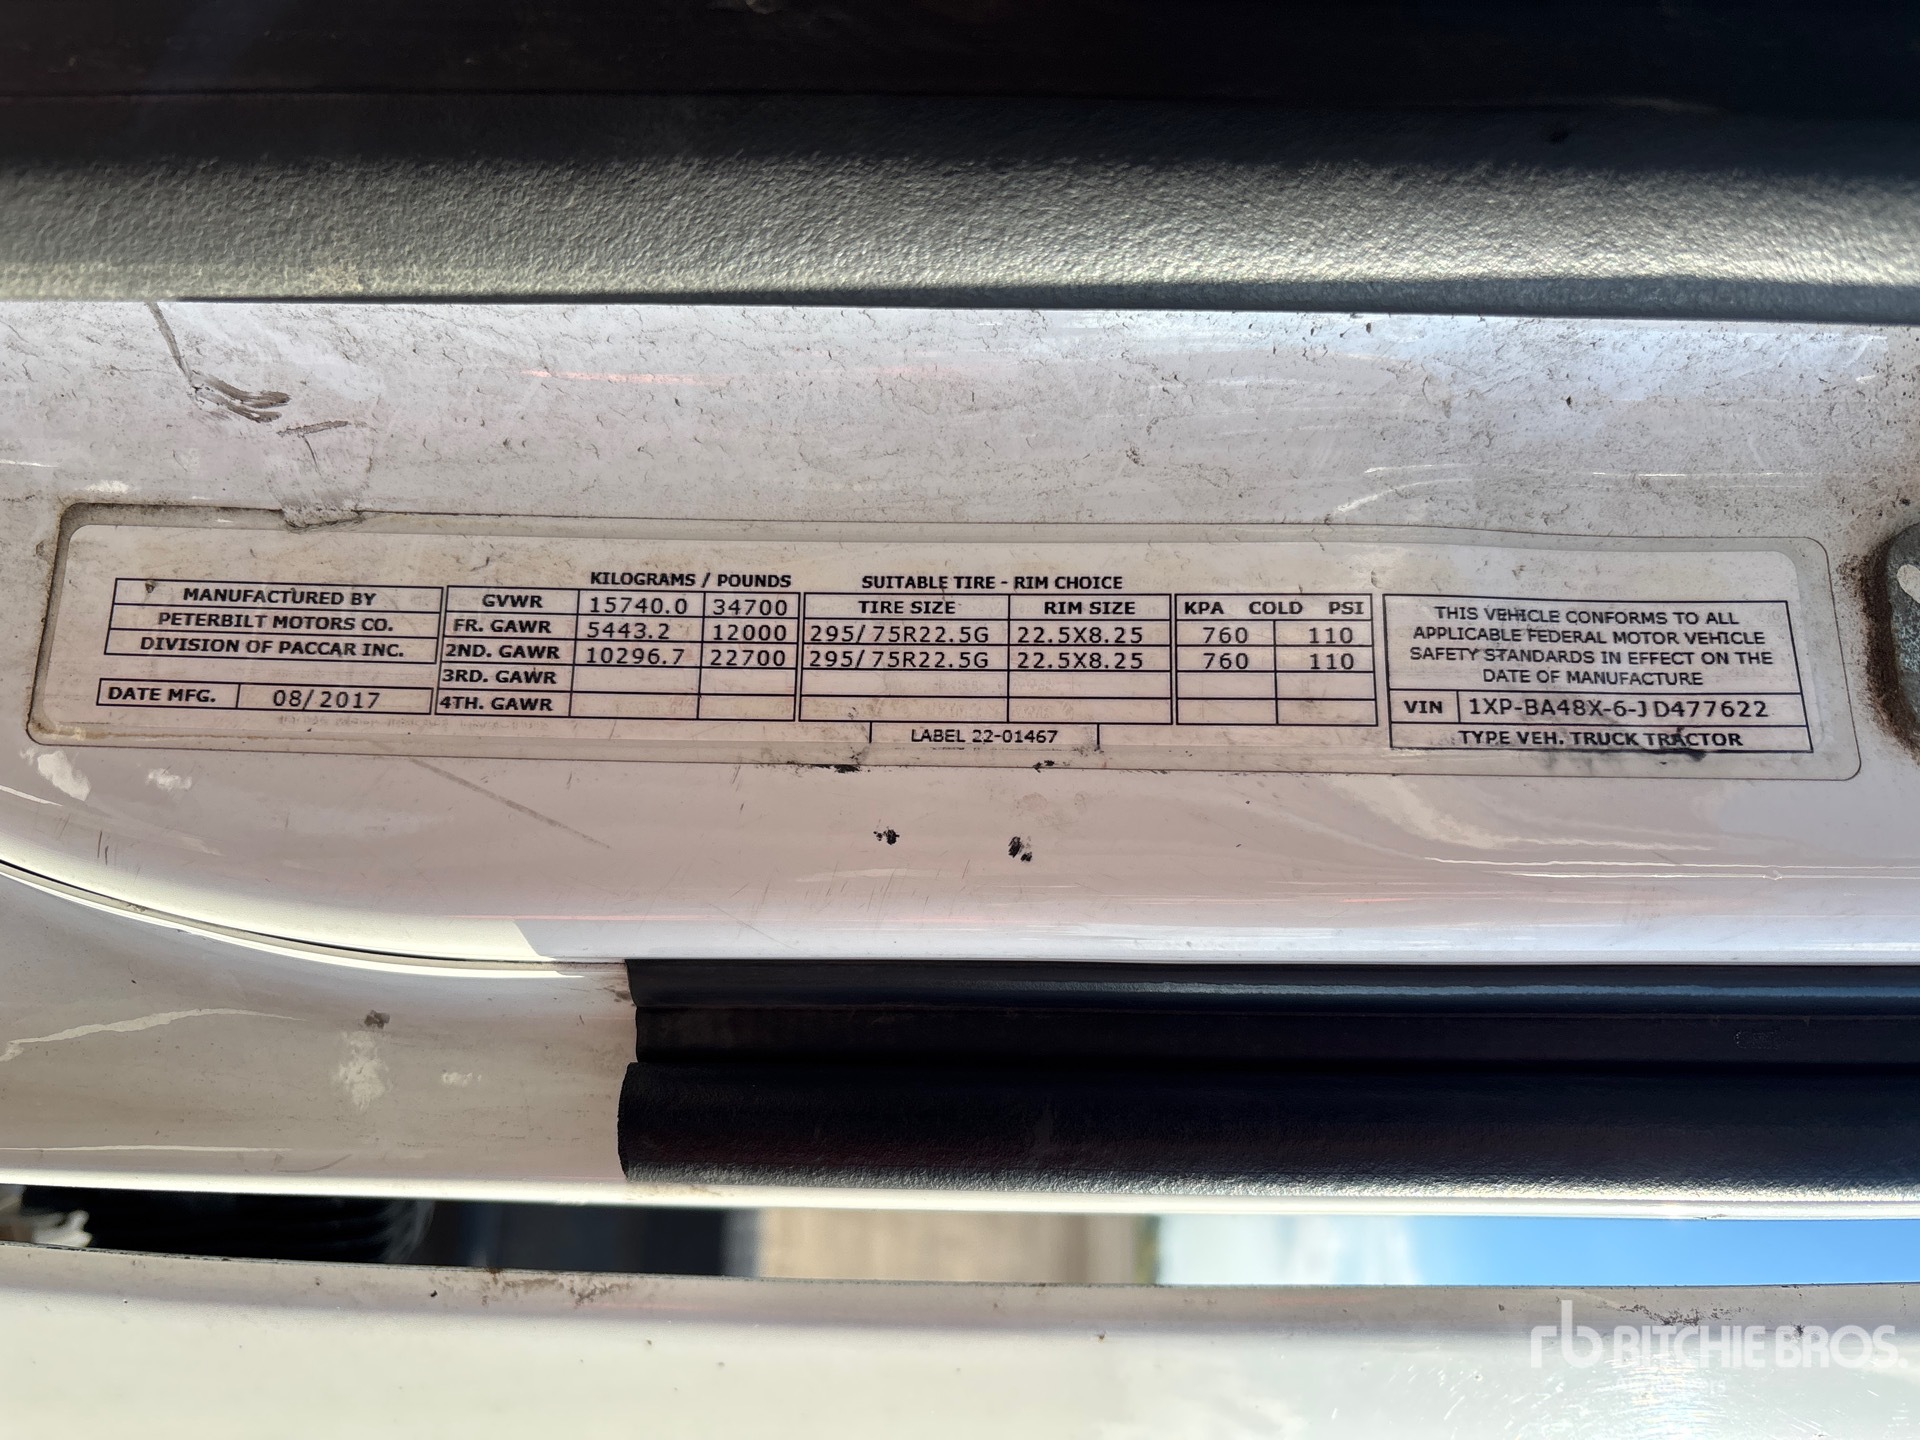 KILOGRAMS / POUNDS SUITABLE TIRE - RIM CHOICE
MANUFACTURED BY
PETERBILT MOTORS CO.
DIVISION OF PACCAR INC.
DATE MFG. 08/2017
GVWR 15740.0 34700
FR. GAWR 5443.2 12000
2ND. GAWR 10296.7 22700
3RD. GAWR
4TH. GAWR
TIRE SIZE RIM SIZE
295/75R22.5G 22.5X8.25
295/75R22.5G 22.5X8.25
KPA COLD PSI
760 110
760 110
LABEL 22-01467
THIS VEHICLE CONFORMS TO ALL
APPLICABLE FEDERAL MOTOR VEHICLE
SAFETY STANDARDS IN EFFECT ON THE
DATE OF MANUFACTURE
VIN 1XP-BA48X-6-JD477622
TYPE VEH. TRUCK TRACTOR
rb RITCHIE BROS.